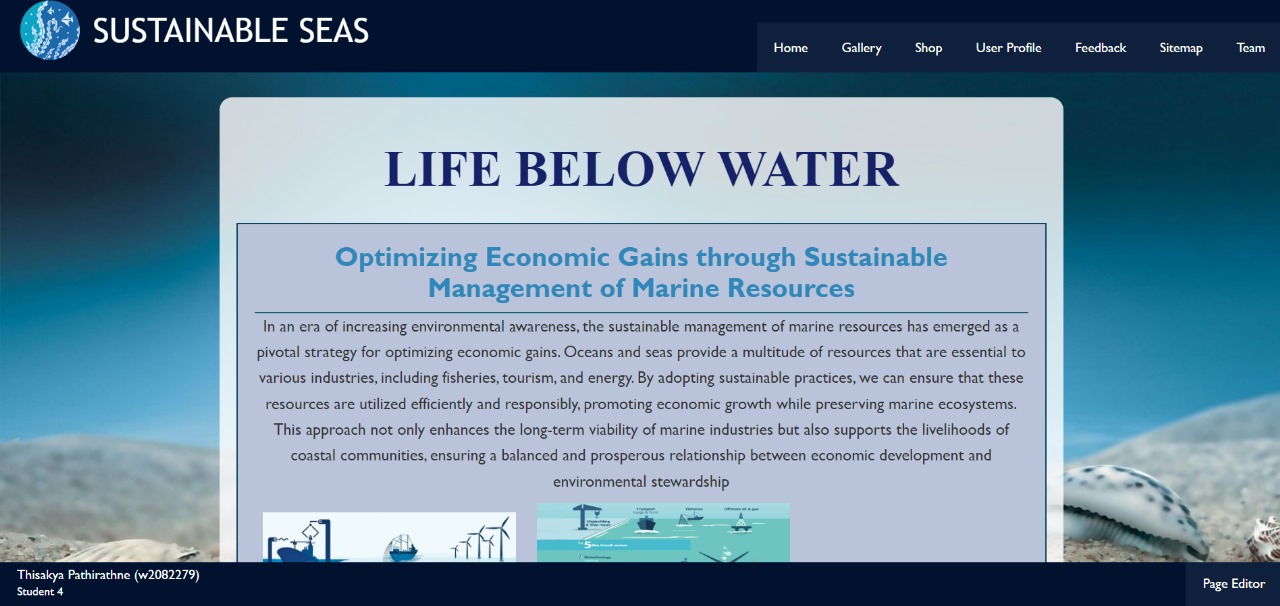 SUSTAINABLE SEAS
Home Gallery Shop User Profile Feedback Sitemap Team
LIFE BELOW WATER
Optimizing Economic Gains through Sustainable
Management of Marine Resources
In an era of increasing environmental awareness, the sustainable management of marine resources has emerged as a
pivotal strategy for optimizing economic gains. Oceans and seas provide a multitude of resources that are essential to
various industries, including fisheries, tourism, and energy. By adopting sustainable practices, we can ensure that these
resources are utilized efficiently and responsibly, promoting economic growth while preserving marine ecosystems.
This approach not only enhances the long-term viability of marine industries but also supports the livelihoods of
coastal communities, ensuring a balanced and prosperous relationship between economic development and
environmental stewardship
Thisakya Pathirathne (w2082279)
Student 4
Page Editor